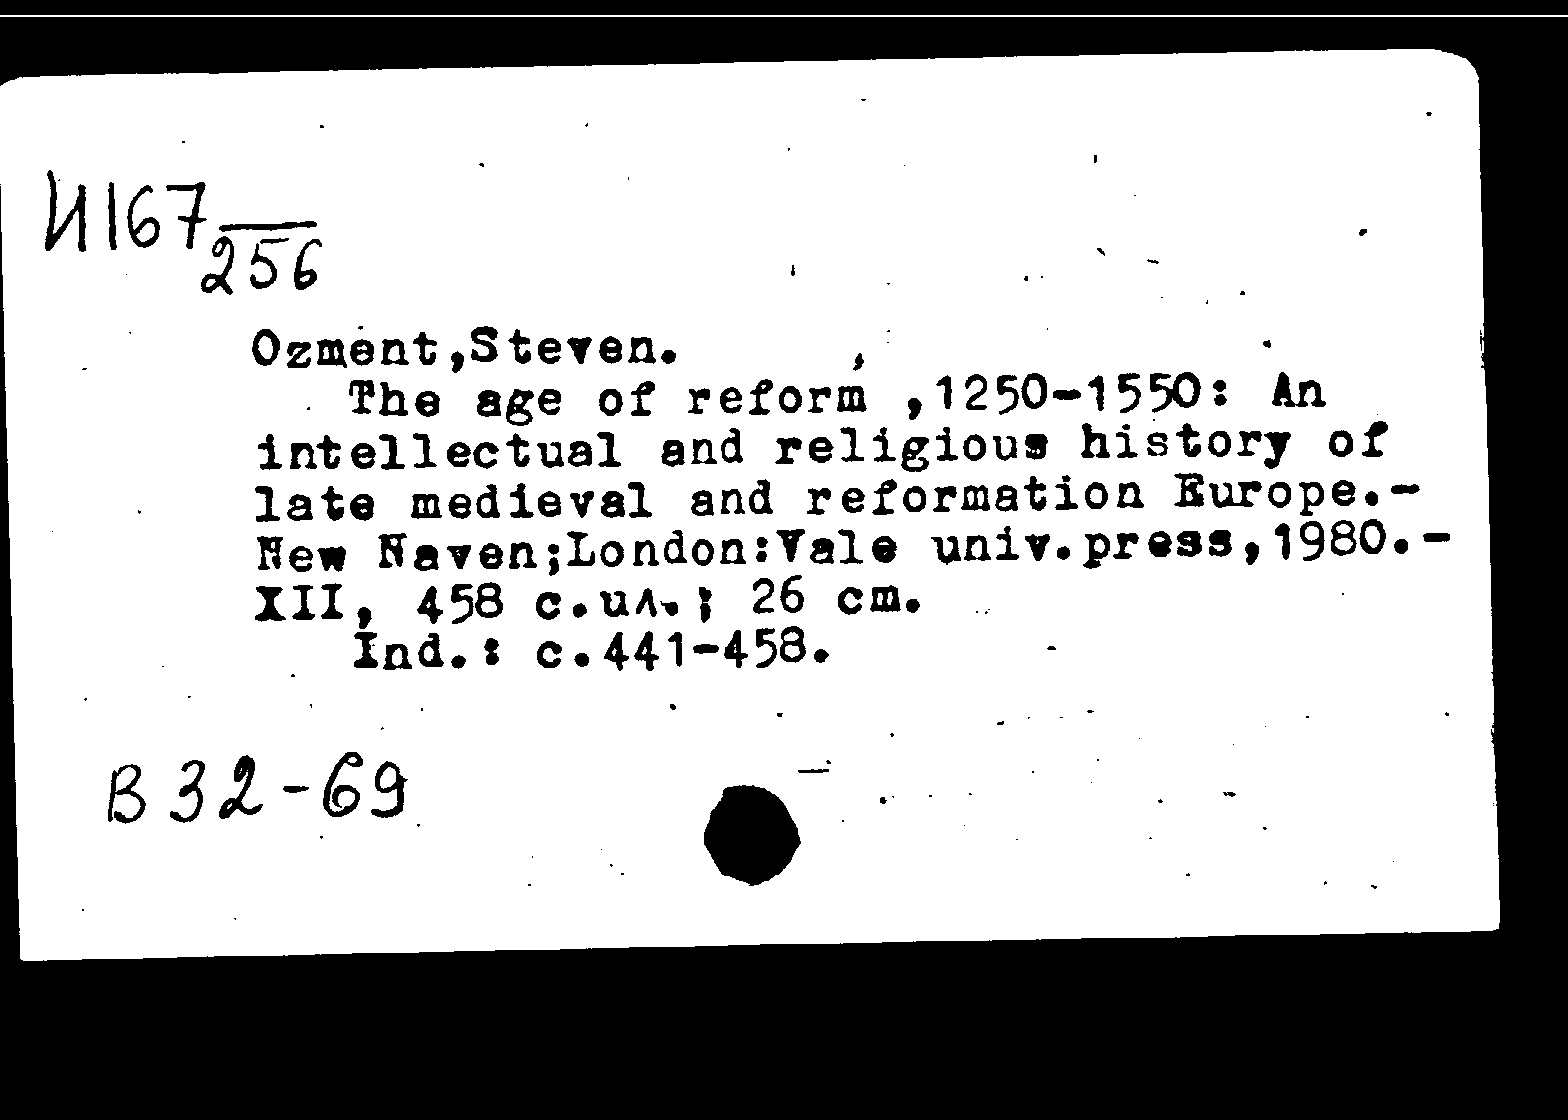 И167
256
Ozment,Steven.
The age of reform ,1250-1550: An
intellectual and religious history of
late medieval and reformation Europe.-
New Haven;London:Yale univ.press,1980.-
XII, 458 c.ил.; 26 cm.
Ind.: c.441-458.
В 32-69